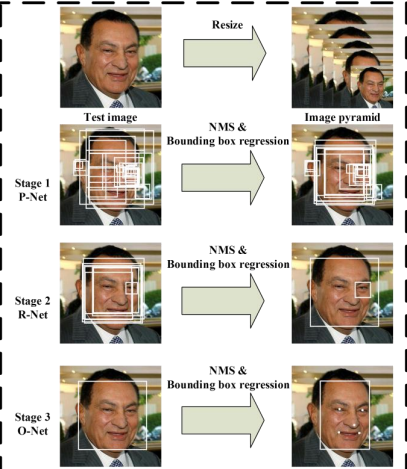 Resize
Test image
Image pyramid
NMS &
Bounding box regression
Stage 1
P-Net
NMS &
Bounding box regression
Stage 2
R-Net
NMS &
Bounding box regression
Stage 3
O-Net